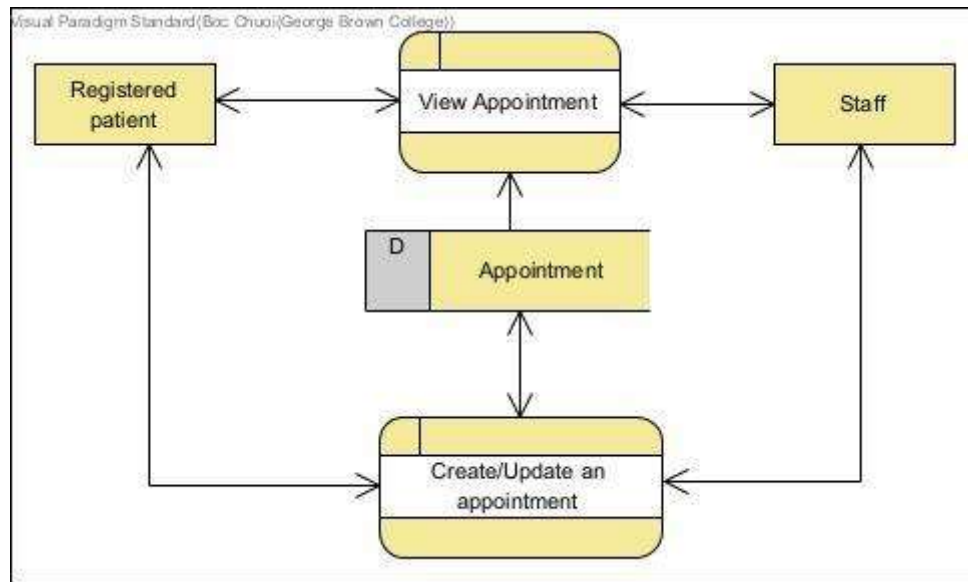 Visual Paradigm Standard(Boc Chuoi(George Brown College))
Registered
patient
View Appointment
Staff
D
Appointment
Create/Update an
appointment